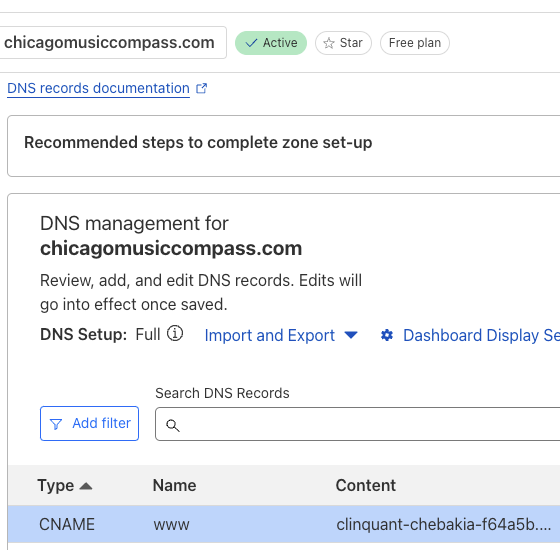 chicagomusiccompass.com Active Star Free plan
DNS records documentation
Recommended steps to complete zone set-up
DNS management for
chicagomusiccompass.com
Review, add, and edit DNS records. Edits will
go into effect once saved.
DNS Setup: Full Import and Export Dashboard Display Se
Search DNS Records
Add filter
Type Name Content
CNAME www clinquant-chebakia-f64a5b....